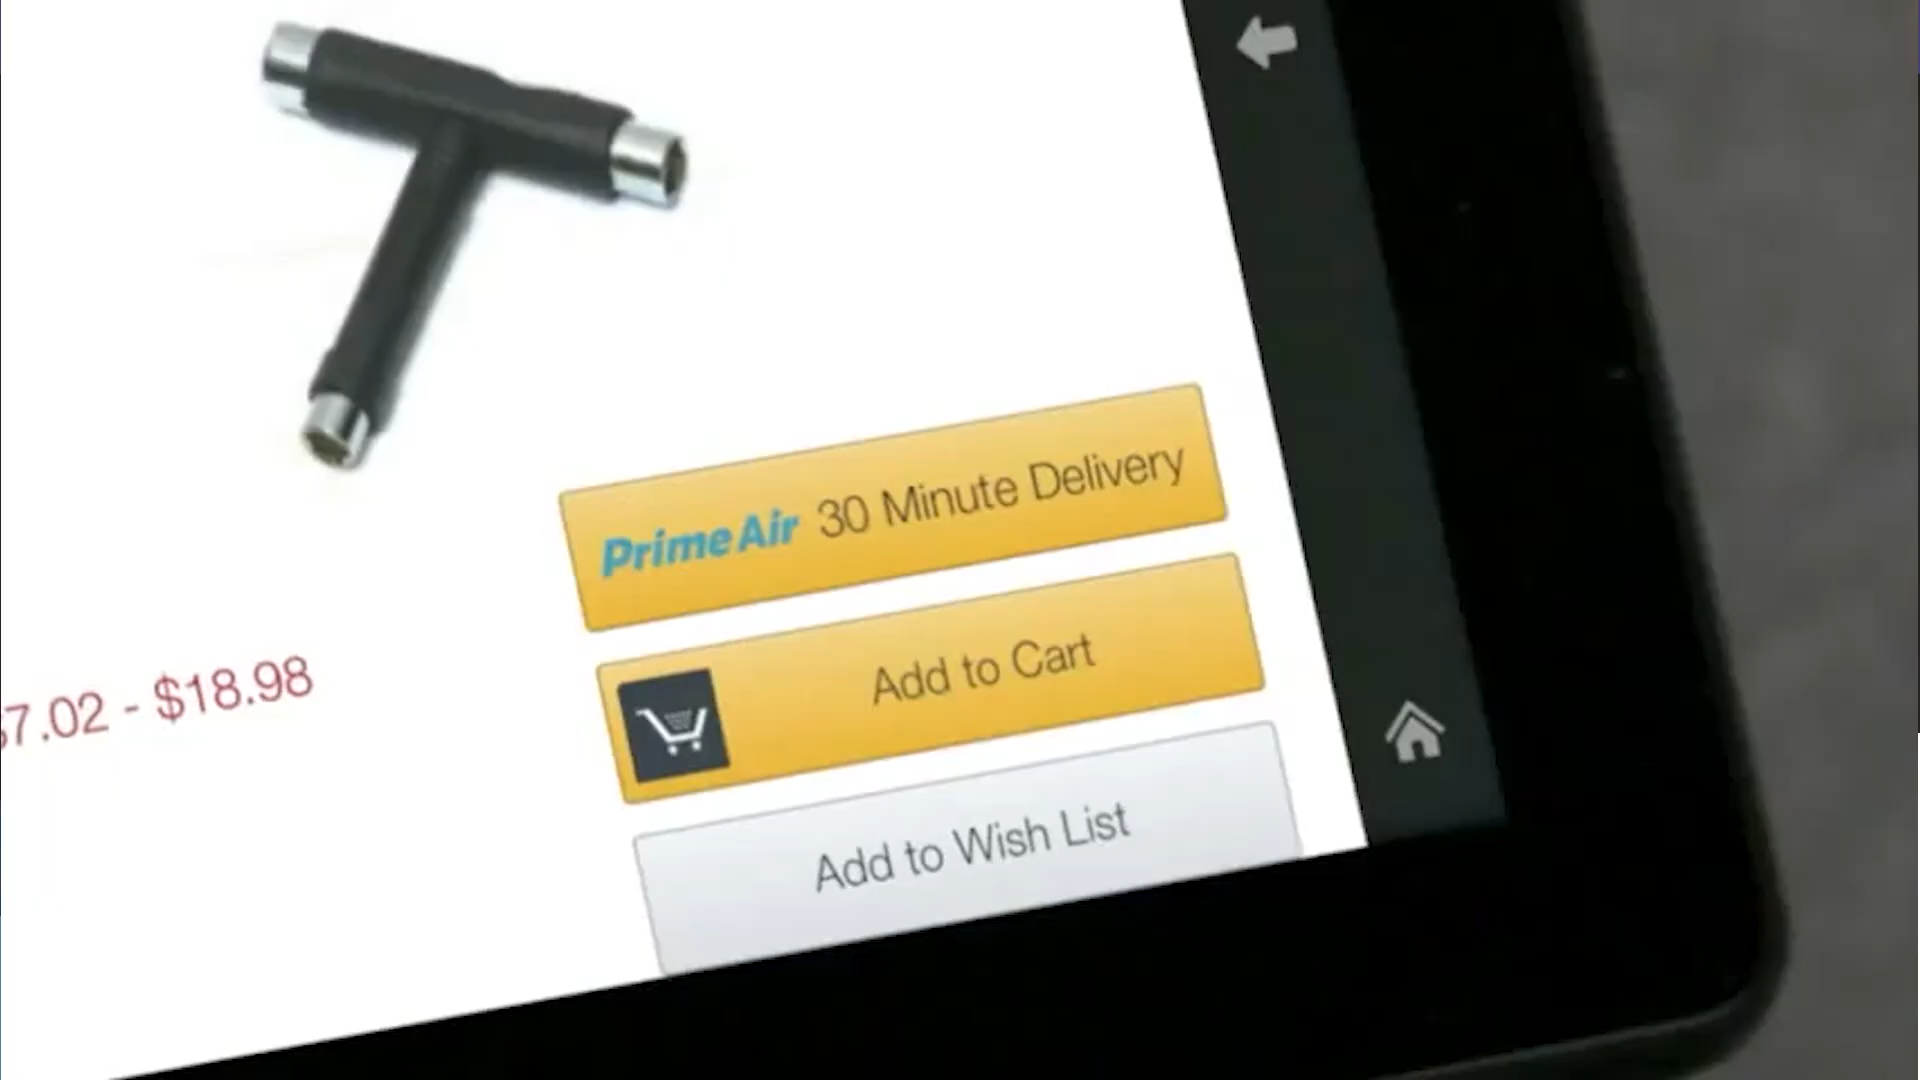 Prime Air 30 Minute Delivery
Add to Cart
$7.02 - $18.98
Add to Wish List